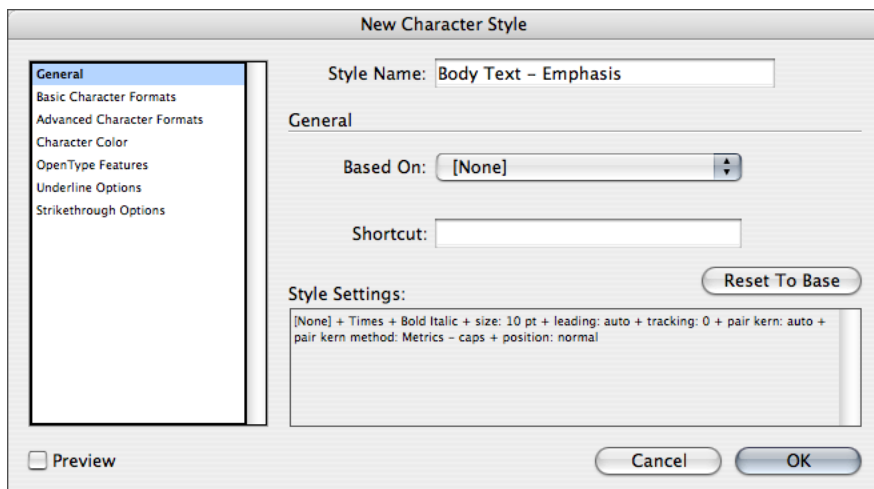 New Character Style
General
Basic Character Formats
Advanced Character Formats
Character Color
OpenType Features
Underline Options
Strikethrough Options
Style Name: Body Text – Emphasis
General
Based On: [None]
Shortcut:
Reset To Base
Style Settings:
[None] + Times + Bold Italic + size: 10 pt + leading: auto + tracking: 0 + pair kern: auto +
pair kern method: Metrics – caps + position: normal
Preview
Cancel
OK